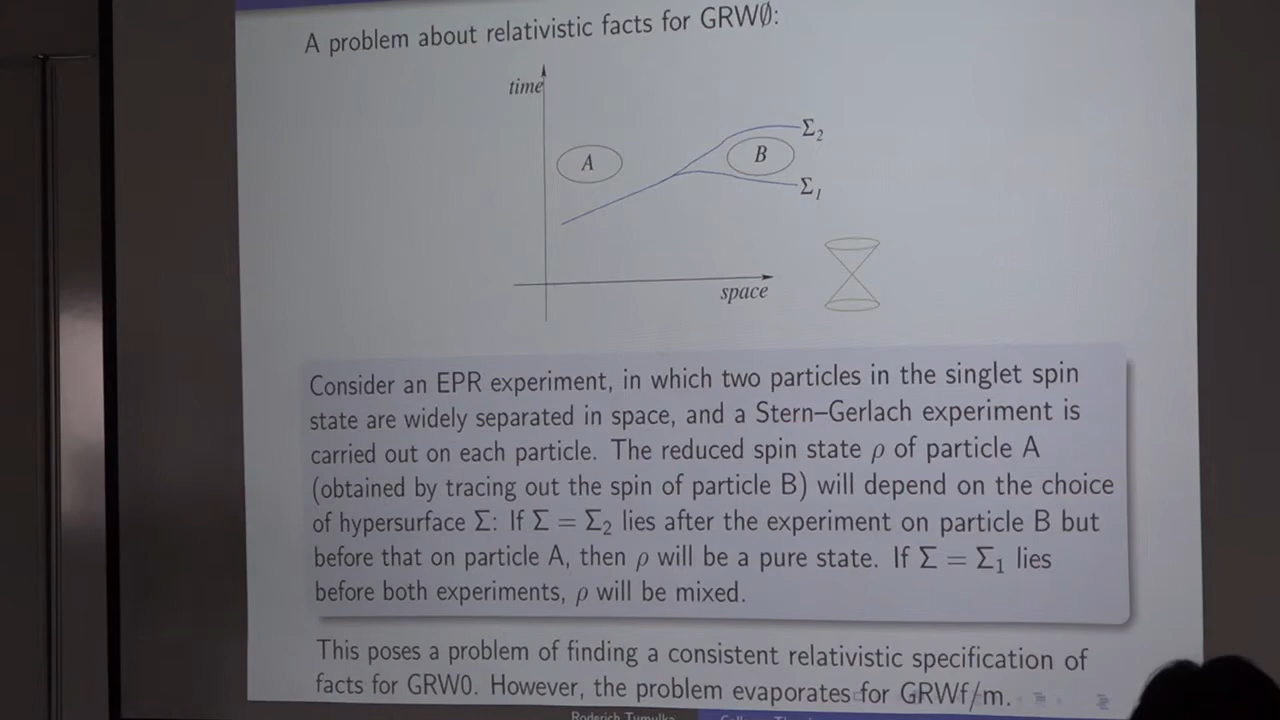 A problem about relativistic facts for GRW∅:
time
Σ₂
A
B
Σ₁
space
Consider an EPR experiment, in which two particles in the singlet spin
state are widely separated in space, and a Stern–Gerlach experiment is
carried out on each particle. The reduced spin state ρ of particle A
(obtained by tracing out the spin of particle B) will depend on the choice
of hypersurface Σ: If Σ = Σ₂ lies after the experiment on particle B but
before that on particle A, then ρ will be a pure state. If Σ = Σ₁ lies
before both experiments, ρ will be mixed.
This poses a problem of finding a consistent relativistic specification of
facts for GRW0. However, the problem evaporates for GRWf/m.
Roderich Tumulka